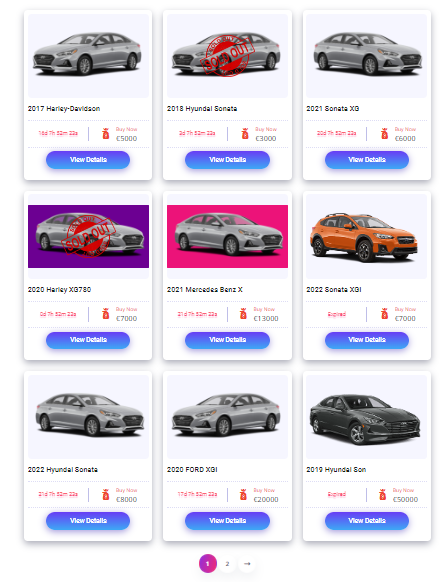 SOLD OUT
2017 Harley-Davidson
2018 Hyundai Sonata
2021 Sonata XG
16d 7h 52m 23s
Buy Now
€5000
3d 7h 52m 23s
Buy Now
€3000
20d 7h 52m 23s
Buy Now
€6000
View Details
View Details
View Details
SOLD OUT
2020 Harley XG780
2021 Mercedes Benz X
2022 Sonata XGI
0d 7h 52m 23s
Buy Now
€7000
21d 7h 52m 23s
Buy Now
€13000
Expired
Buy Now
€7000
View Details
View Details
View Details
2022 Hyundai Sonata
2020 FORD XGI
2019 Hyundai Son
21d 7h 52m 23s
Buy Now
€8000
17d 7h 52m 23s
Buy Now
€20000
Expired
Buy Now
€50000
View Details
View Details
View Details
1 2 →